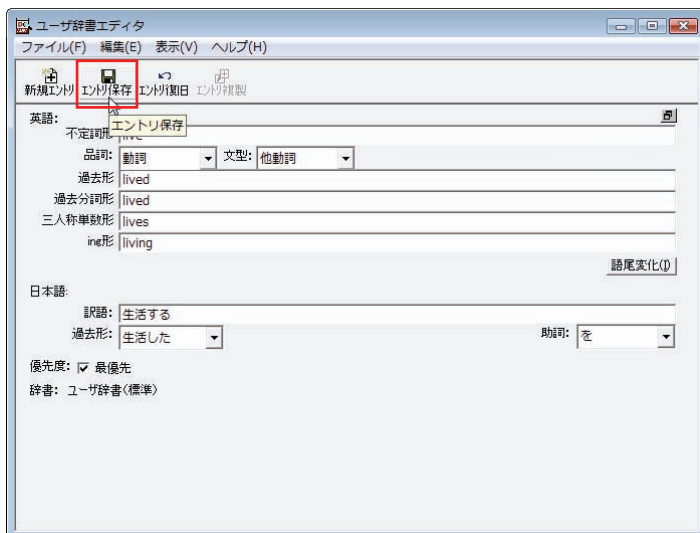 ユーザ辞書エディタ
ファイル(F) 編集(E) 表示(V) ヘルプ(H)
新規エントリ エントリ保存 エントリ復旧 エントリ複製
英語:
エントリ保存
不定詞形 live
品詞: 動詞 文型: 他動詞
過去形 lived
過去分詞形 lived
三人称単数形 lives
ing形 living
語尾変化(I)
日本語:
訳語: 生活する
過去形: 生活した 助詞: を
優先度: 最優先
辞書: ユーザ辞書(標準)